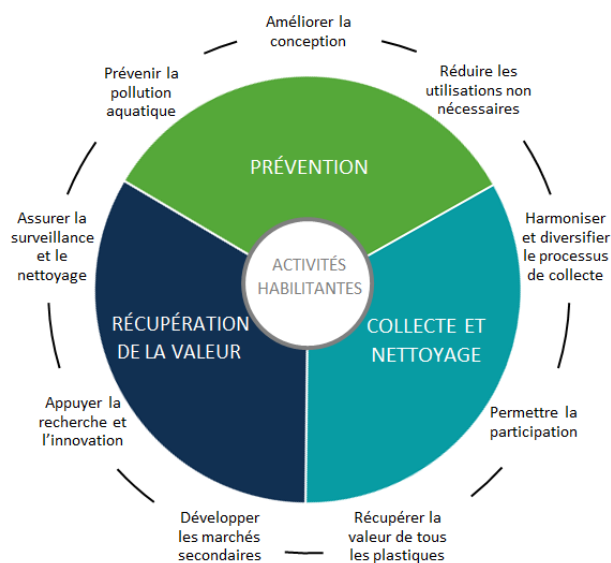 Améliorer la
conception
Réduire les
utilisations non
nécessaires
Harmoniser
et diversifier
le processus
de collecte
Permettre la
participation
Récupérer la
valeur de tous
les plastiques
Développer
les marchés
secondaires
Appuyer la
recherche et
l’innovation
Assurer la
surveillance
et le
nettoyage
Prévenir la
pollution
aquatique
PRÉVENTION
ACTIVITÉS
HABILITANTES
RÉCUPÉRATION
DE LA VALEUR
COLLECTE ET
NETTOYAGE